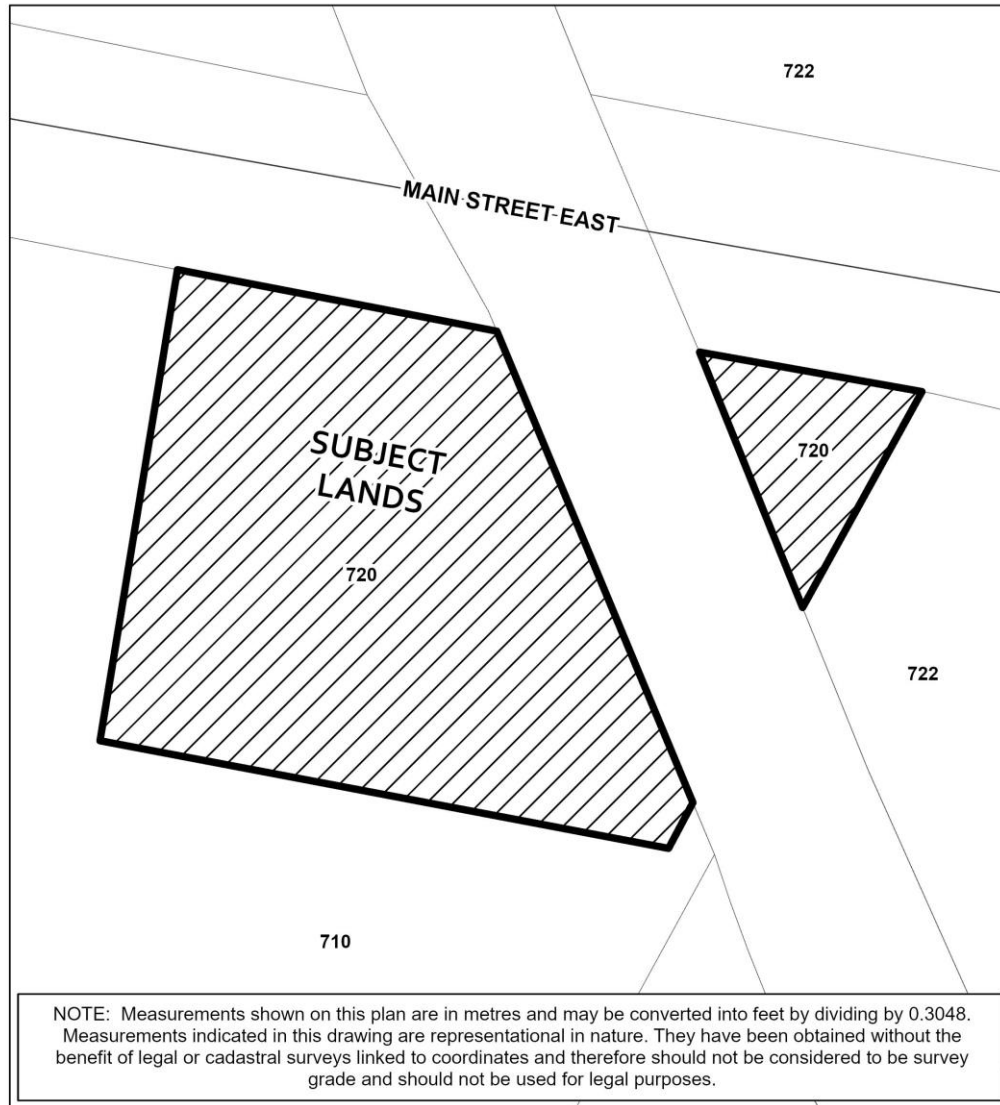 722
MAIN STREET EAST
SUBJECT
LANDS
720
720
722
710
NOTE: Measurements shown on this plan are in metres and may be converted into feet by dividing by 0.3048.
Measurements indicated in this drawing are representational in nature. They have been obtained without the
benefit of legal or cadastral surveys linked to coordinates and therefore should not be considered to be survey
grade and should not be used for legal purposes.